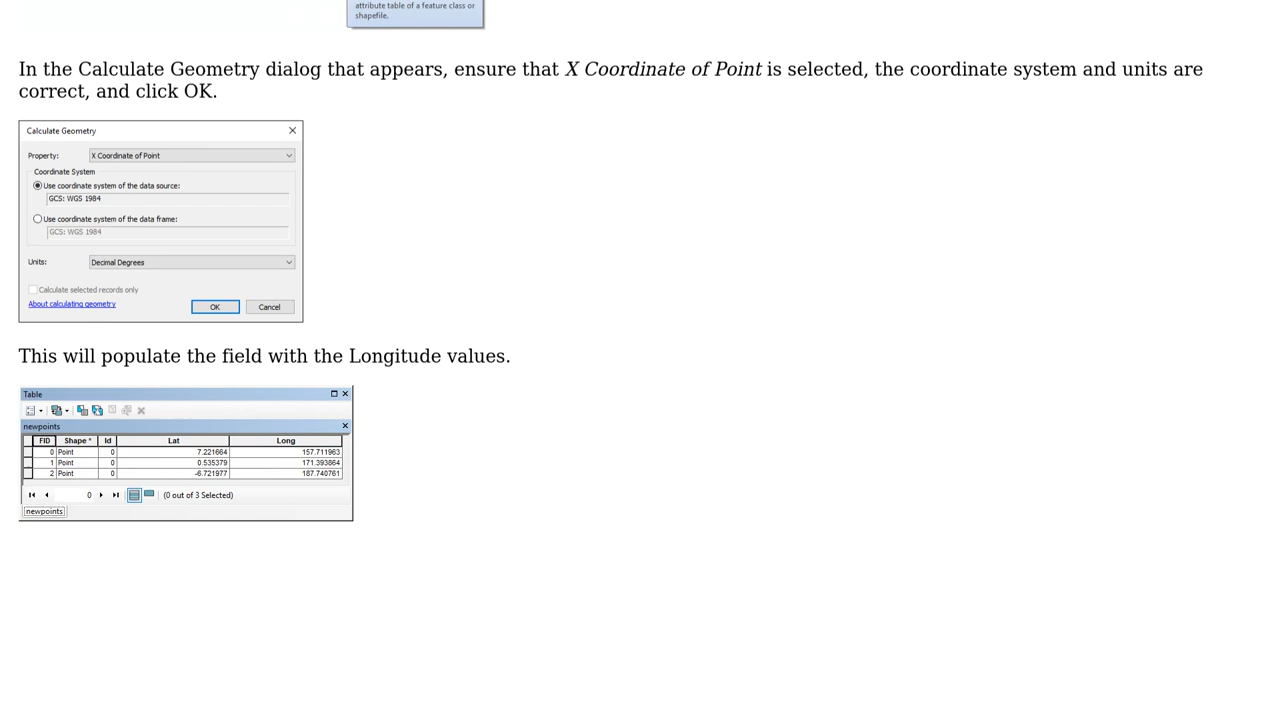 attribute table of a feature class or
shapefile.
In the Calculate Geometry dialog that appears, ensure that X Coordinate of Point is selected, the coordinate system and units are
correct, and click OK.
Calculate Geometry
Property: X Coordinate of Point
Coordinate System
Use coordinate system of the data source:
GCS: WGS 1984
Use coordinate system of the data frame:
GCS: WGS 1984
Units: Decimal Degrees
Calculate selected records only
About calculating geometry
OK Cancel
This will populate the field with the Longitude values.
Table
newpoints
FID Shape * Id Lat Long
0 Point 0 7.221664 157.711963
1 Point 0 0.535379 171.393864
2 Point 0 -6.721977 187.740761
0 (0 out of 3 Selected)
newpoints